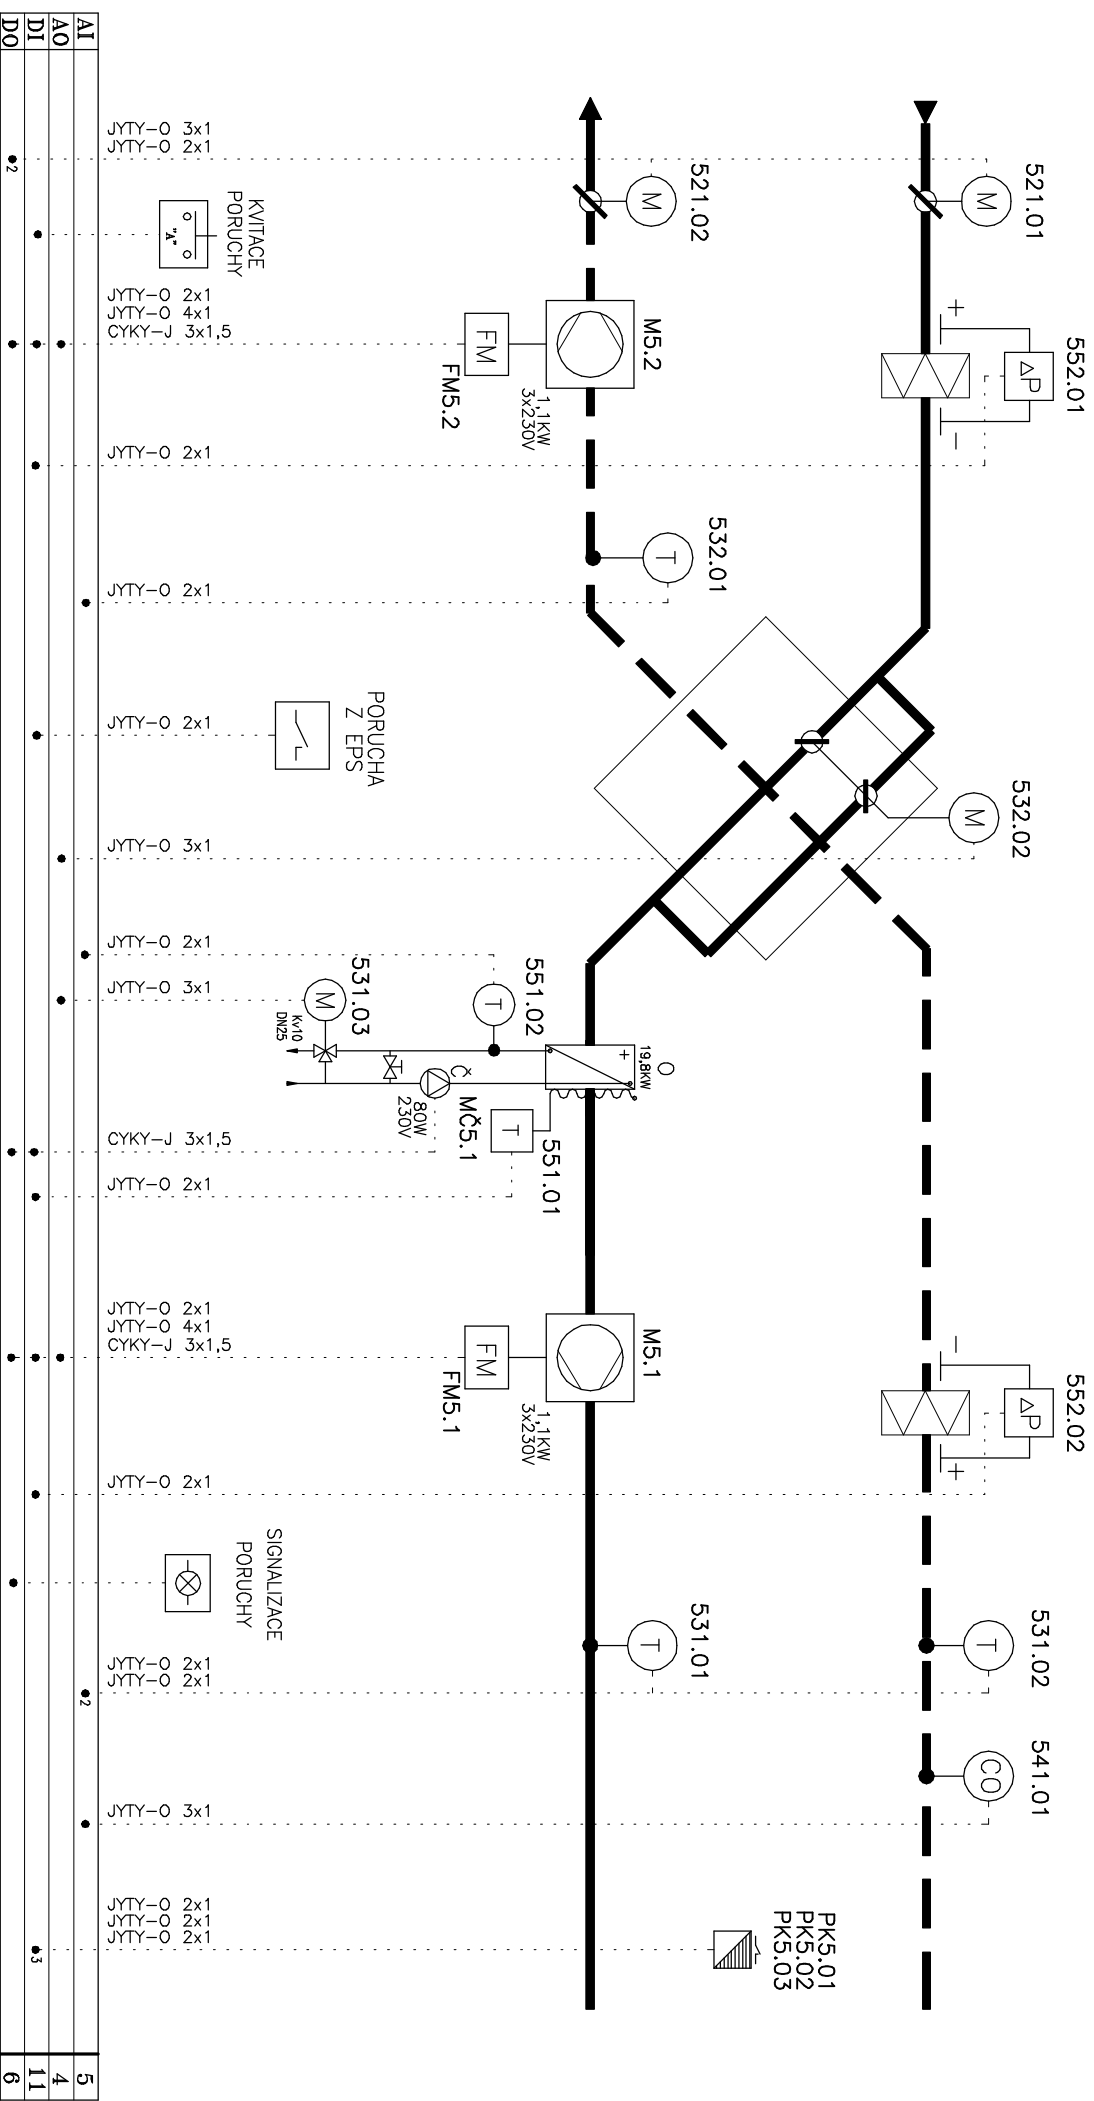 521.01
M
521.02
M
552.01
ΔP
+
−
M5.2
1,1KW
3x230V
FM
FM5.2
KVITACE
PORUCHY
"A"
532.01
T
PORUCHA
Z EPS
532.02
M
551.02
T
531.03
M
Kv10
DN25
O
19,8KW
+
Č
MČ5.1
80W
230V
551.01
T
M5.1
1,1KW
3x230V
FM
FM5.1
552.02
ΔP
−
+
SIGNALIZACE
PORUCHY
531.01
T
531.02
T
541.01
CO
PK5.01
PK5.02
PK5.03
JYTY-O 3x1
JYTY-O 2x1
JYTY-O 2x1
JYTY-O 4x1
CYKY-J 3x1,5
JYTY-O 2x1
JYTY-O 2x1
JYTY-O 2x1
JYTY-O 3x1
JYTY-O 2x1
JYTY-O 3x1
CYKY-J 3x1,5
JYTY-O 2x1
JYTY-O 2x1
JYTY-O 4x1
CYKY-J 3x1,5
JYTY-O 2x1
JYTY-O 2x1
JYTY-O 2x1
JYTY-O 3x1
JYTY-O 2x1
JYTY-O 2x1
JYTY-O 2x1
AI 2 5
AO 4
DI 3 11
DO 2 6